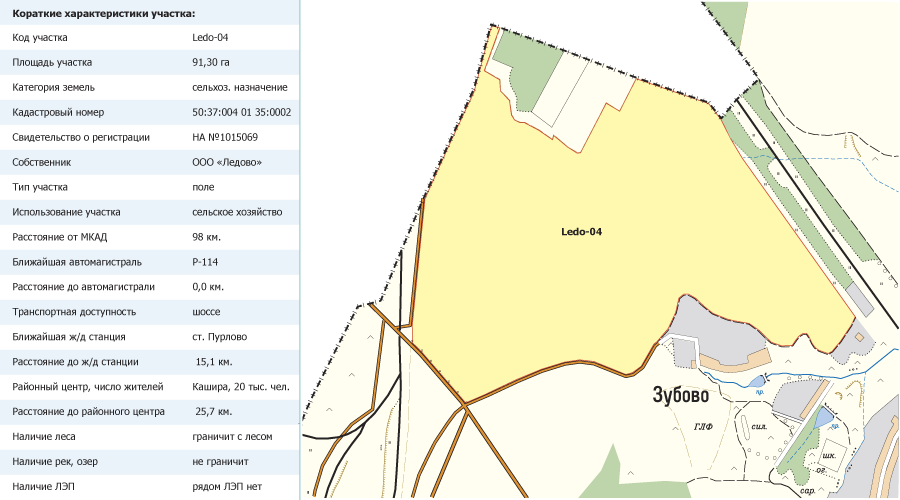 Краткие характеристики участка:
Код участка Ledo-04
Площадь участка 91,30 га
Категория земель сельхоз. назначение
Кадастровый номер 50:37:004 01 35:0002
Свидетельство о регистрации НА №1015069
Собственник ООО «Ледово»
Тип участка поле
Использование участка сельское хозяйство
Расстояние от МКАД 98 км.
Ближайшая автомагистраль Р-114
Расстояние до автомагистрали 0,0 км.
Транспортная доступность шоссе
Ближайшая ж/д станция ст. Пурлово
Расстояние до ж/д станции 15,1 км.
Районный центр, число жителей Кашира, 20 тыс. чел.
Расстояние до районного центра 25,7 км.
Наличие леса граничит с лесом
Наличие рек, озер не граничит
Наличие ЛЭП рядом ЛЭП нет
Ledo-04
Зубово
пр.
ГЛФ
сил.
пр.
шк.
ог.
сар.